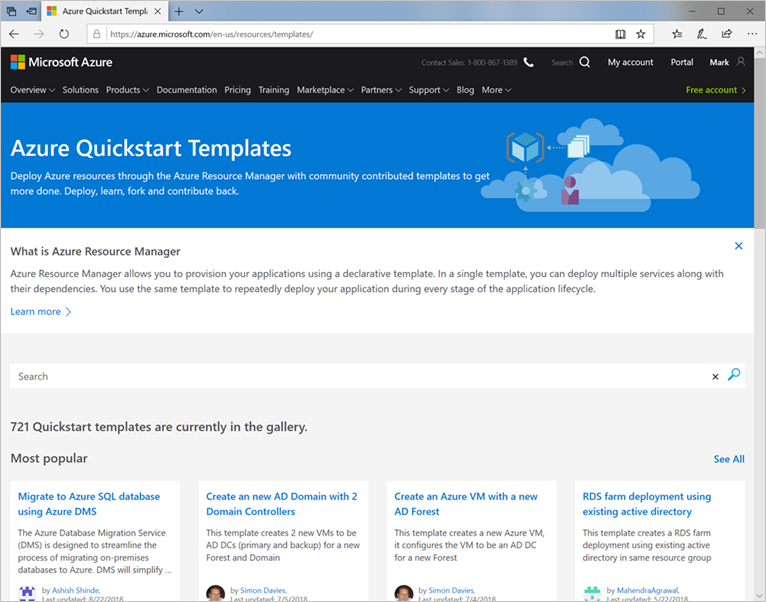 Azure Quickstart Templa
https://azure.microsoft.com/en-us/resources/templates/
Microsoft Azure
Contact Sales: 1-800-867-1389
Search
My account
Portal
Mark
Overview Solutions Products Documentation Pricing Training Marketplace Partners Support Blog More
Free account
Azure Quickstart Templates
Deploy Azure resources through the Azure Resource Manager with community contributed templates to get
more done. Deploy, learn, fork and contribute back.
What is Azure Resource Manager
Azure Resource Manager allows you to provision your applications using a declarative template. In a single template, you can deploy multiple services along with
their dependencies. You use the same template to repeatedly deploy your application during every stage of the application lifecycle.
Learn more
Search
721 Quickstart templates are currently in the gallery.
Most popular
See All
Migrate to Azure SQL database
using Azure DMS
The Azure Database Migration Service
(DMS) is designed to streamline the
process of migrating on-premises
databases to Azure. DMS will simplify ...
by Ashish Shinde,
Last updated: 8/22/2018
Create an new AD Domain with 2
Domain Controllers
This template creates 2 new VMs to be
AD DCs (primary and backup) for a new
Forest and Domain
by Simon Davies,
Last updated: 7/5/2018
Create an Azure VM with a new
AD Forest
This template creates a new Azure VM,
it configures the VM to be an AD DC
for a new Forest
by Simon Davies,
Last updated: 7/4/2018
RDS farm deployment using
existing active directory
This template creates a RDS farm
deployment using existing active
directory in same resource group
by MahendraAgrawal,
Last updated: 5/22/2018